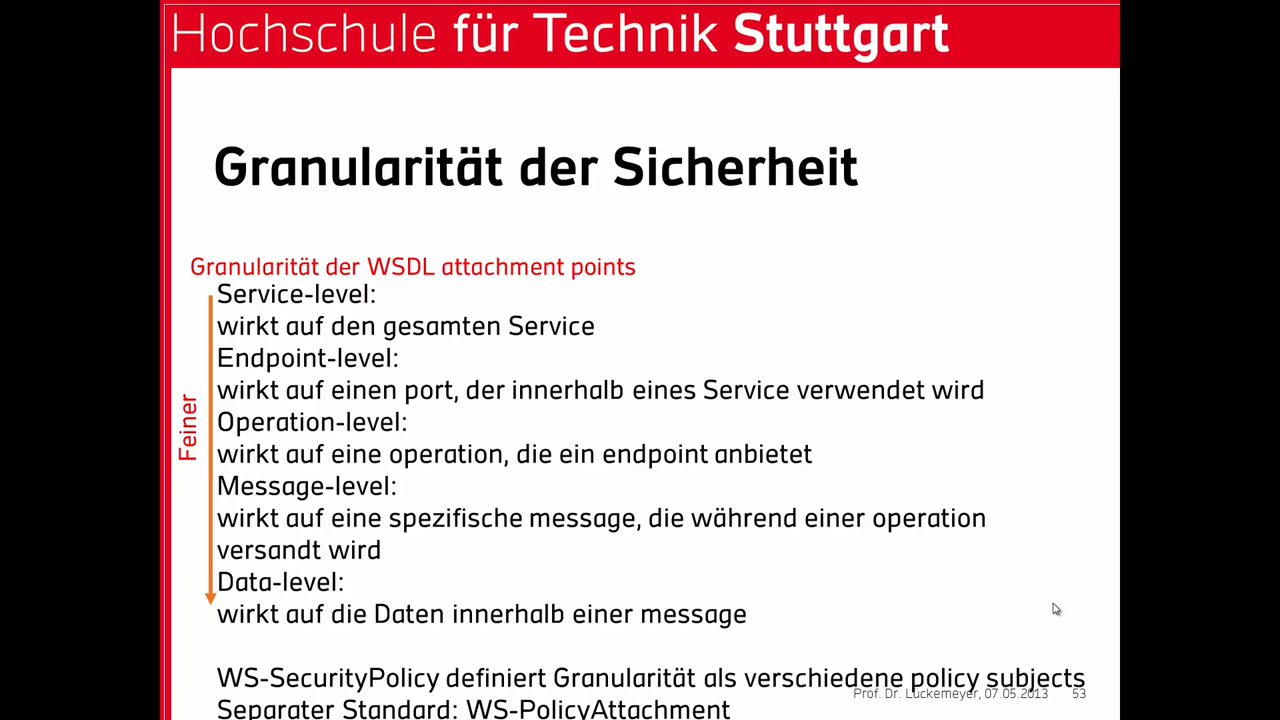 Hochschule für Technik Stuttgart
Granularität der Sicherheit
Granularität der WSDL attachment points
Service-level:
wirkt auf den gesamten Service
Endpoint-level:
wirkt auf einen port, der innerhalb eines Service verwendet wird
Operation-level:
wirkt auf eine operation, die ein endpoint anbietet
Message-level:
wirkt auf eine spezifische message, die während einer operation
versandt wird
Data-level:
wirkt auf die Daten innerhalb einer message
Feiner
WS-SecurityPolicy definiert Granularität als verschiedene policy subjects
Prof. Dr. Lückemeyer, 07.05.2013 53
Separater Standard: WS-PolicyAttachment